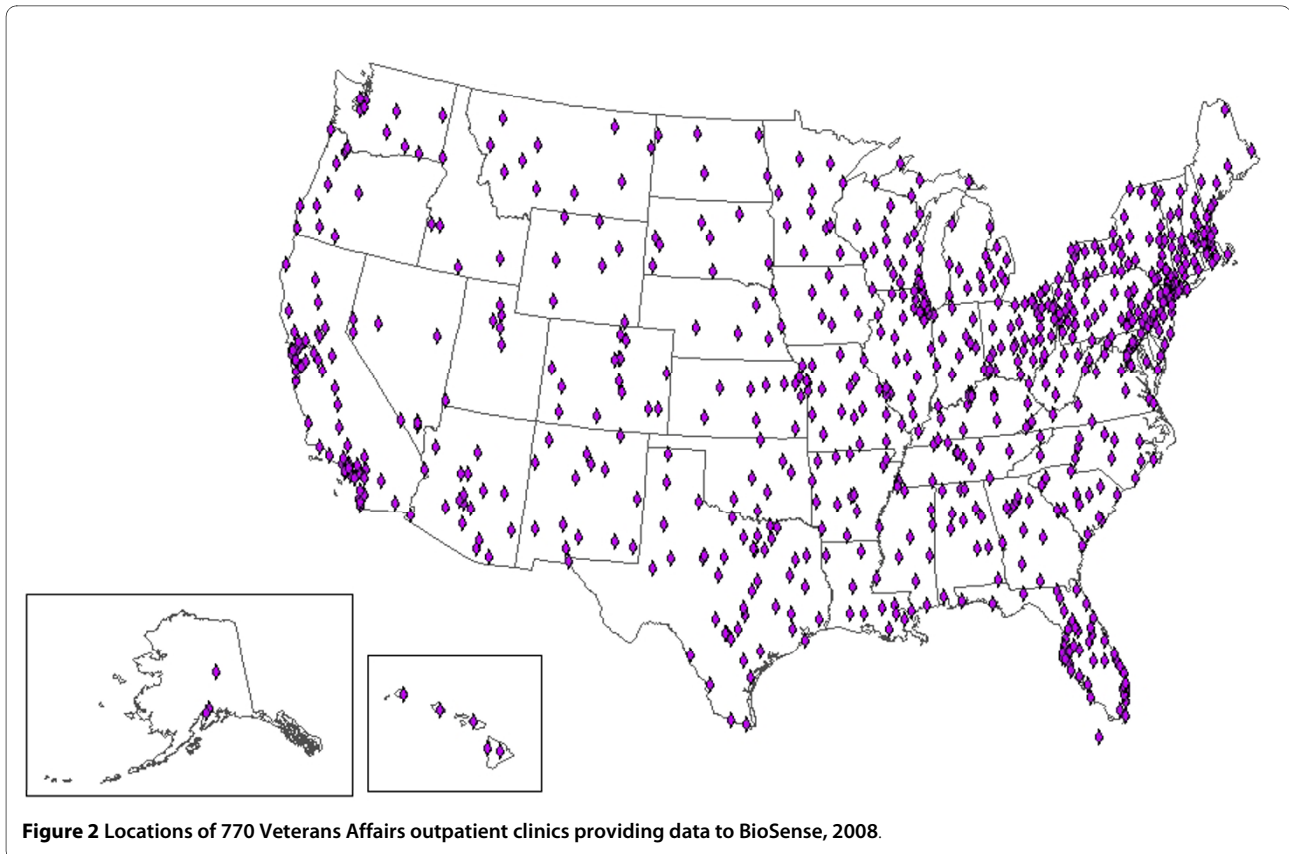 Figure 2 Locations of 770 Veterans Affairs outpatient clinics providing data to BioSense, 2008.